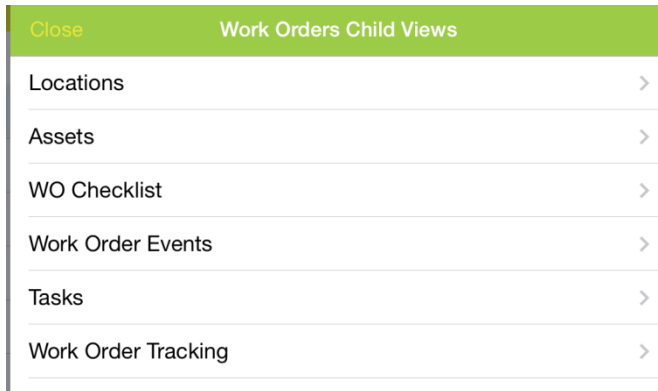 Close
Work Orders Child Views
Locations
Assets
WO Checklist
Work Order Events
Tasks
Work Order Tracking